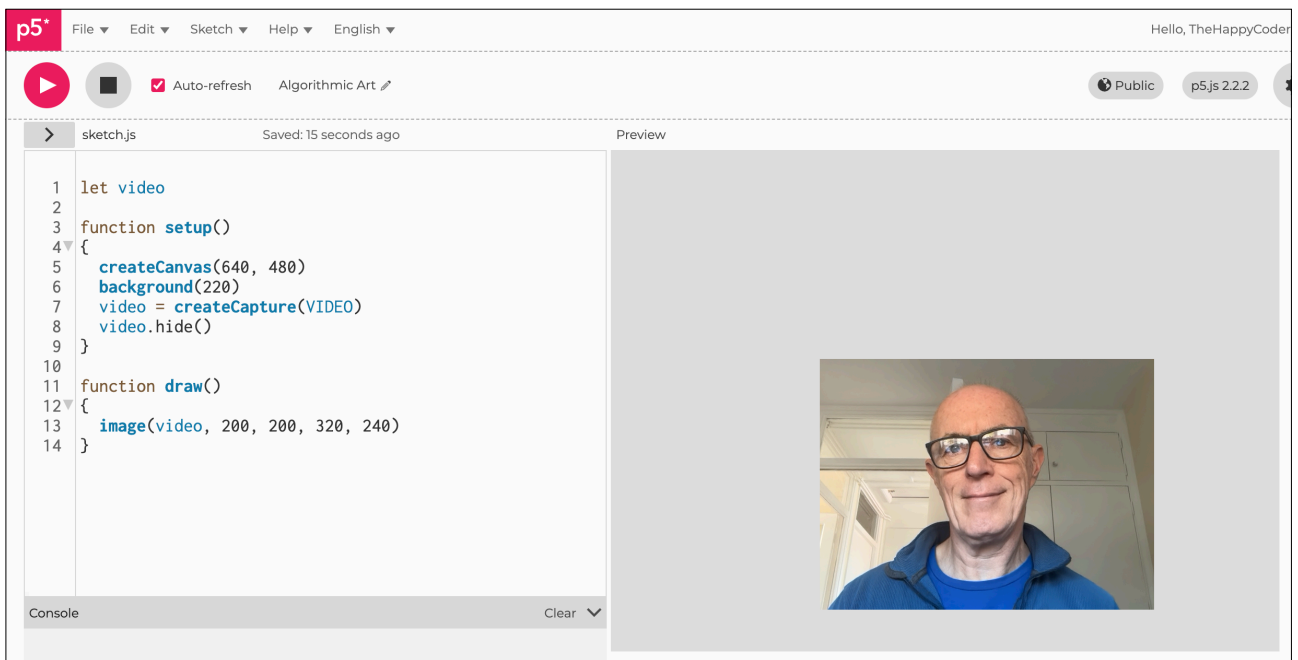 p5* File Edit Sketch Help English Hello, TheHappyCoder
Auto-refresh Algorithmic Art Public p5.js 2.2.2
> sketch.js Saved: 15 seconds ago Preview
1 let video
2
3 function setup()
4 {
5 createCanvas(640, 480)
6 background(220)
7 video = createCapture(VIDEO)
8 video.hide()
9 }
10
11 function draw()
12 {
13 image(video, 200, 200, 320, 240)
14 }
Console Clear